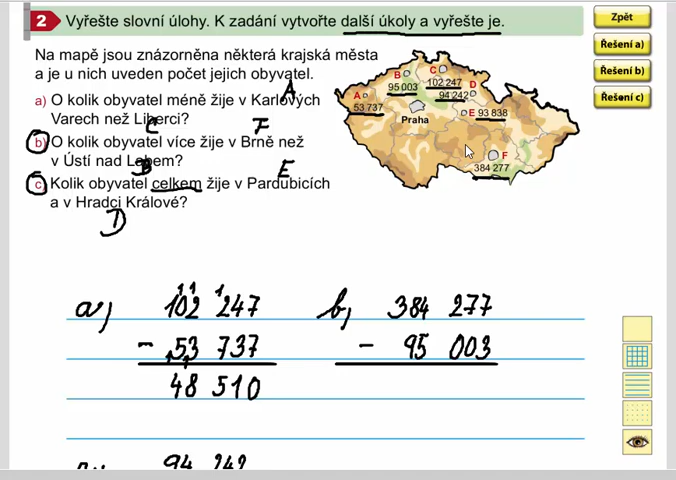 2 Vyřešte slovní úlohy. K zadání vytvořte další úkoly a vyřešte je.
Zpět
Řešení a)
Řešení b)
Řešení c)
Na mapě jsou znázorněna některá krajská města
a je u nich uveden počet jejich obyvatel.
a) O kolik obyvatel méně žije v Karlových
A
Varech než Liberci?
C
F
b) O kolik obyvatel více žije v Brně než
v Ústí nad Labem?
B
E
c) Kolik obyvatel celkem žije v Pardubicích
a v Hradci Králové?
D
B
95 003
C
102 247
D
94 242
A
53 737
E 93 838
Praha
F
384 277
a) 102 247
- 53 737
48 510
b) 384 277
- 95 003
94 242